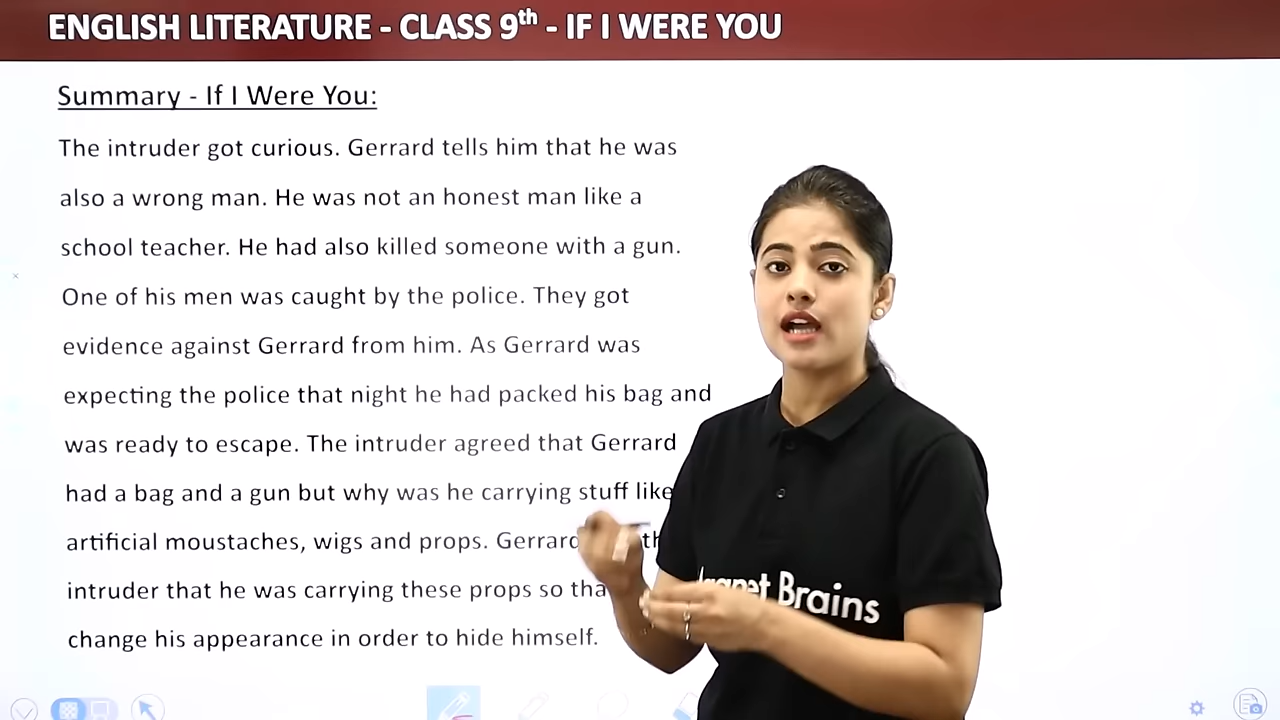 ENGLISH LITERATURE - CLASS 9th - IF I WERE YOU
Summary - If I Were You:
The intruder got curious. Gerrard tells him that he was
also a wrong man. He was not an honest man like a
school teacher. He had also killed someone with a gun.
One of his men was caught by the police. They got
evidence against Gerrard from him. As Gerrard was
expecting the police that night he had packed his bag and
was ready to escape. The intruder agreed that Gerrard
had a bag and a gun but why was he carrying stuff like
artificial moustaches, wigs and props. Gerrard
intruder that he was carrying these props so
change his appearance in order to hide himself.
Brains